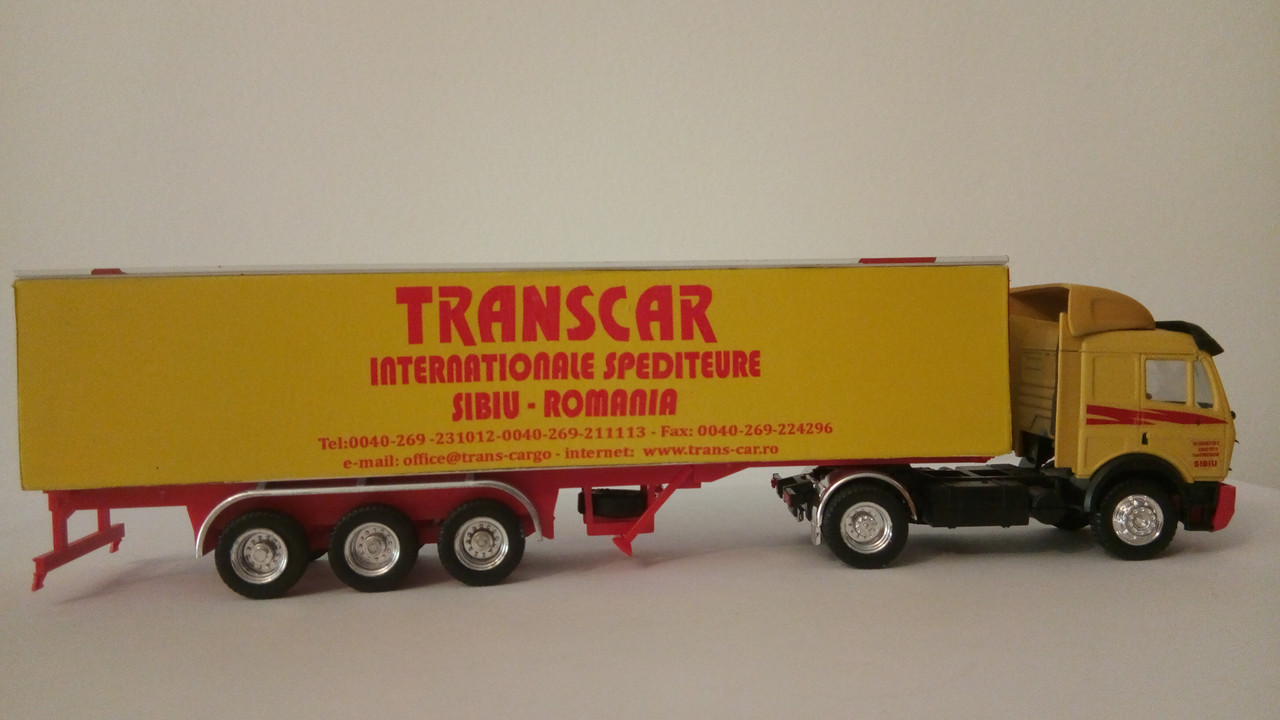 TRANSCAR
INTERNATIONALE SPEDITEURE
SIBIU - ROMANIA
Tel:0040-269 -231012-0040-269-211113 - Fax: 0040-269-224296
e-mail: office@trans-cargo - internet: www.trans-car.ro
SIBIU